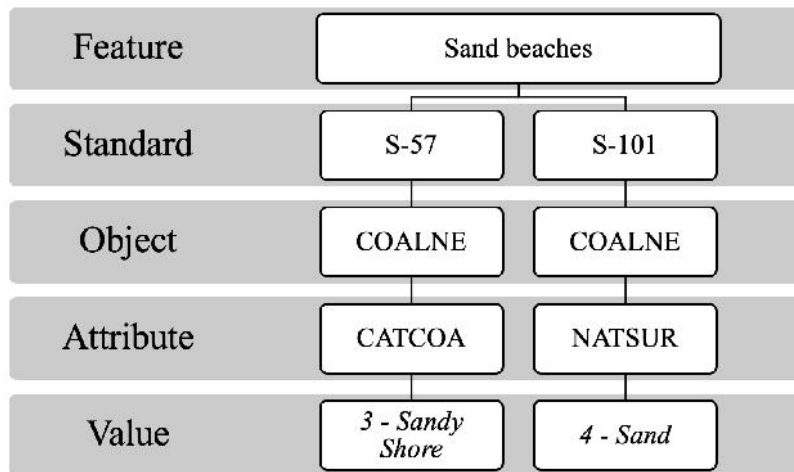 Feature
Sand beaches
Standard
S-57
S-101
Object
COALNE
COALNE
Attribute
CATCOA
NATSUR
Value
3 - Sandy
Shore
4 - Sand